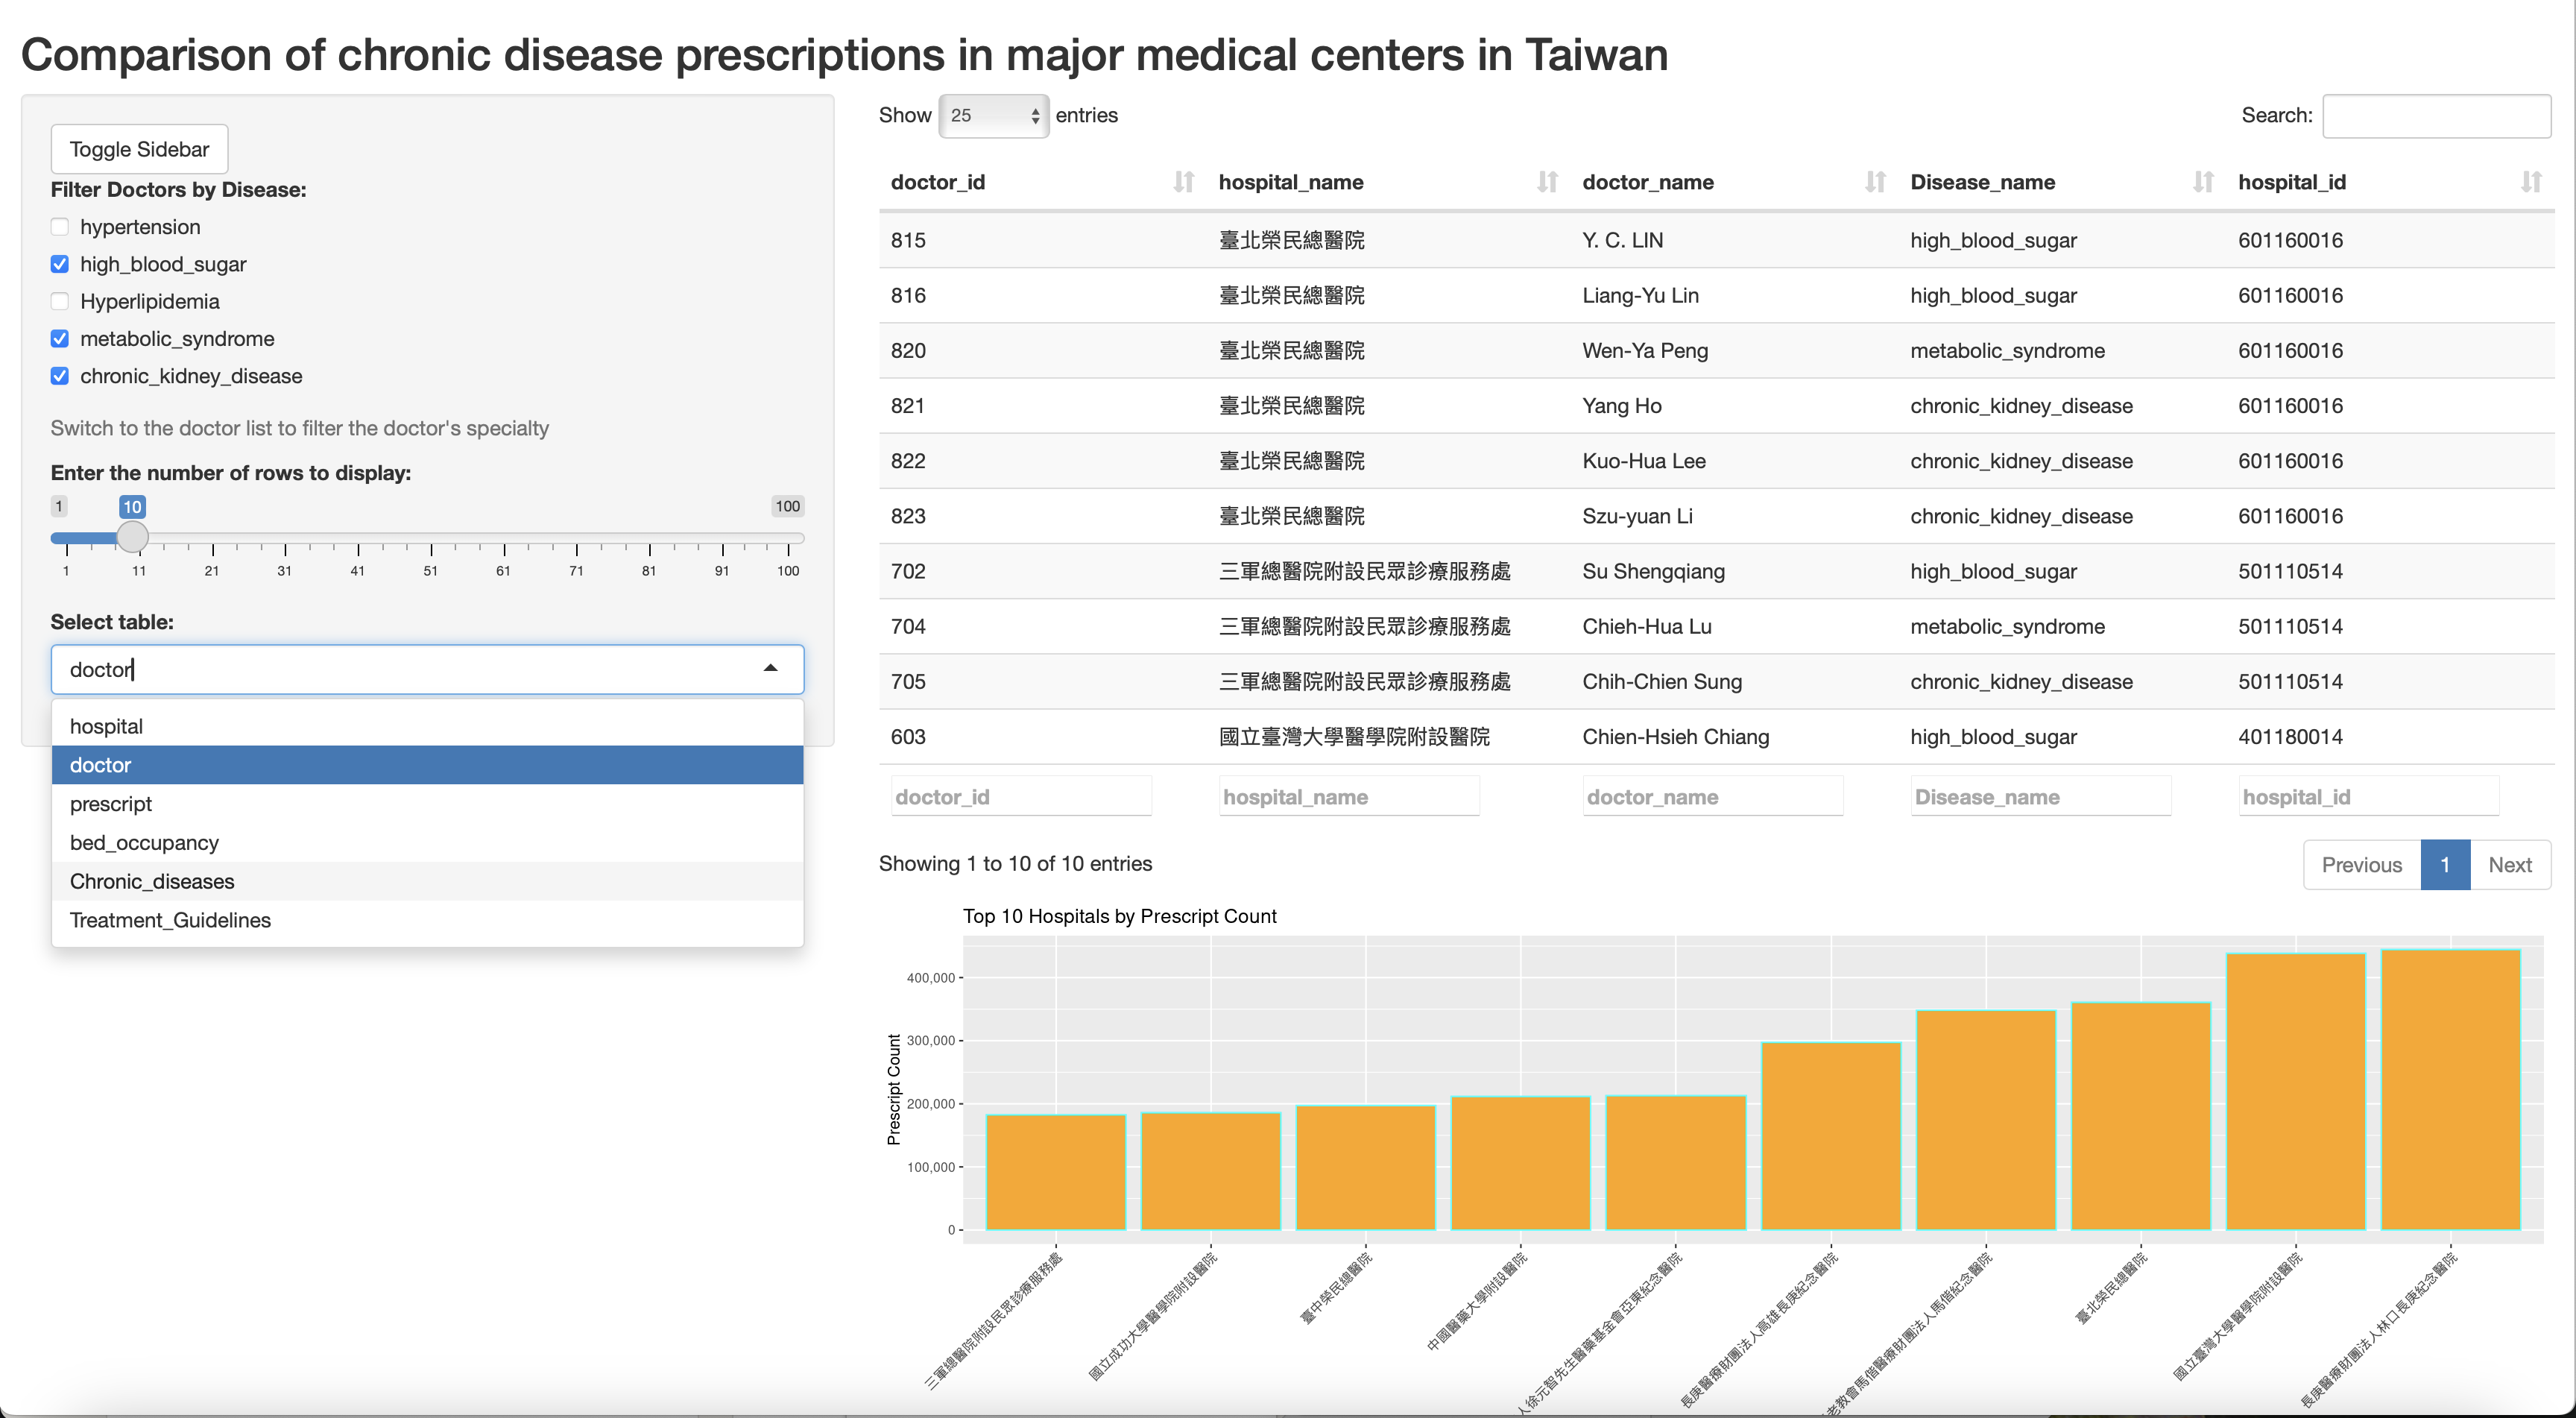 Comparison of chronic disease prescriptions in major medical centers in Taiwan
Toggle Sidebar
Filter Doctors by Disease:
hypertension
high_blood_sugar
Hyperlipidemia
metabolic_syndrome
chronic_kidney_disease
Switch to the doctor list to filter the doctor's specialty
Enter the number of rows to display:
1 10 100
1 11 21 31 41 51 61 71 81 91 100
Select table:
doctor
hospital
doctor
prescript
bed_occupancy
Chronic_diseases
Treatment_Guidelines
Show 25 entries
Search:
doctor_id hospital_name doctor_name Disease_name hospital_id
815 臺北榮民總醫院 Y. C. LIN high_blood_sugar 601160016
816 臺北榮民總醫院 Liang-Yu Lin high_blood_sugar 601160016
820 臺北榮民總醫院 Wen-Ya Peng metabolic_syndrome 601160016
821 臺北榮民總醫院 Yang Ho chronic_kidney_disease 601160016
822 臺北榮民總醫院 Kuo-Hua Lee chronic_kidney_disease 601160016
823 臺北榮民總醫院 Szu-yuan Li chronic_kidney_disease 601160016
702 三軍總醫院附設民眾診療服務處 Su Shengqiang high_blood_sugar 501110514
704 三軍總醫院附設民眾診療服務處 Chieh-Hua Lu metabolic_syndrome 501110514
705 三軍總醫院附設民眾診療服務處 Chih-Chien Sung chronic_kidney_disease 501110514
603 國立臺灣大學醫學院附設醫院 Chien-Hsieh Chiang high_blood_sugar 401180014
doctor_id hospital_name doctor_name Disease_name hospital_id
Showing 1 to 10 of 10 entries
Previous 1 Next
Top 10 Hospitals by Prescript Count
Prescript Count
400,000
300,000
200,000
100,000
0
三軍總醫院附設民眾診療服務處
國立成功大學醫學院附設醫院
臺中榮民總醫院
中國醫藥大學附設醫院
人徐元智先生醫藥基金會亞東紀念醫院
長庚醫療財團法人高雄長庚紀念醫院
老教會馬偕醫療財團法人馬偕紀念醫院
臺北榮民總醫院
國立臺灣大學醫學院附設醫院
長庚醫療財團法人林口長庚紀念醫院